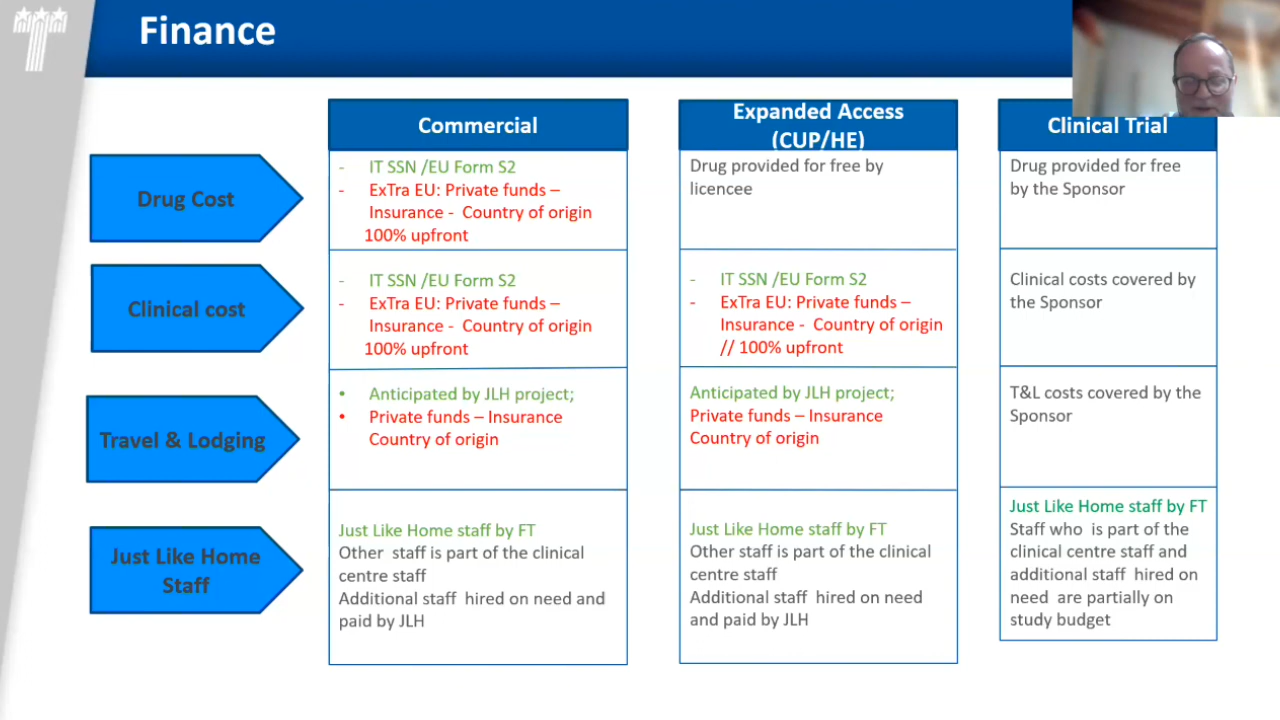 Finance
Commercial
Expanded Access
(CUP/HE)
Clinical Trial
Drug Cost
- IT SSN /EU Form S2
- ExTra EU: Private funds –
Insurance - Country of origin
100% upfront
Drug provided for free by
licencee
Drug provided for free
by the Sponsor
Clinical cost
- IT SSN /EU Form S2
- ExTra EU: Private funds –
Insurance - Country of origin
100% upfront
- IT SSN /EU Form S2
- ExTra EU: Private funds –
Insurance - Country of origin
// 100% upfront
Clinical costs covered by
the Sponsor
Travel & Lodging
• Anticipated by JLH project;
• Private funds – Insurance
Country of origin
Anticipated by JLH project;
Private funds – Insurance
Country of origin
T&L costs covered by the
Sponsor
Just Like Home
Staff
Just Like Home staff by FT
Other staff is part of the clinical
centre staff
Additional staff hired on need and
paid by JLH
Just Like Home staff by FT
Other staff is part of the clinical
centre staff
Additional staff hired on need
and paid by JLH
Just Like Home staff by FT
Staff who is part of the
clinical centre staff and
additional staff hired on
need are partially on
study budget